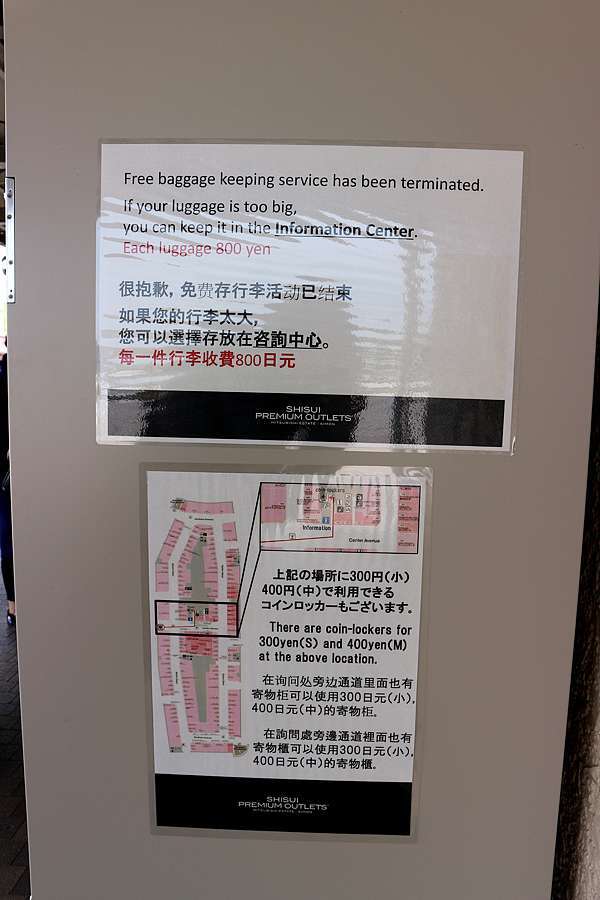 Free baggage keeping service has been terminated.
If your luggage is too big,
you can keep it in the Information Center.
Each luggage 800 yen
很抱歉, 免费存行李活动已结束
如果您的行李太大,
您可以選擇存放在咨詢中心。
每一件行李收費800日元
SHISUI
PREMIUM OUTLETS
MITSUBISHI ESTATE · SIMON
coin-lockers
Information
Center Avenue
上記の場所に300円(小)
400円(中)で利用できる
コインロッカーもございます。
There are coin-lockers for
300yen(S) and 400yen(M)
at the above location.
在询问处旁边通道里面也有
寄物柜可以使用300日元(小),
400日元(中)的寄物柜。
在詢問處旁邊通道裡面也有
寄物櫃可以使用300日元(小),
400日元(中)的寄物櫃。
SHISUI
PREMIUM OUTLETS
MITSUBISHI ESTATE · SIMON